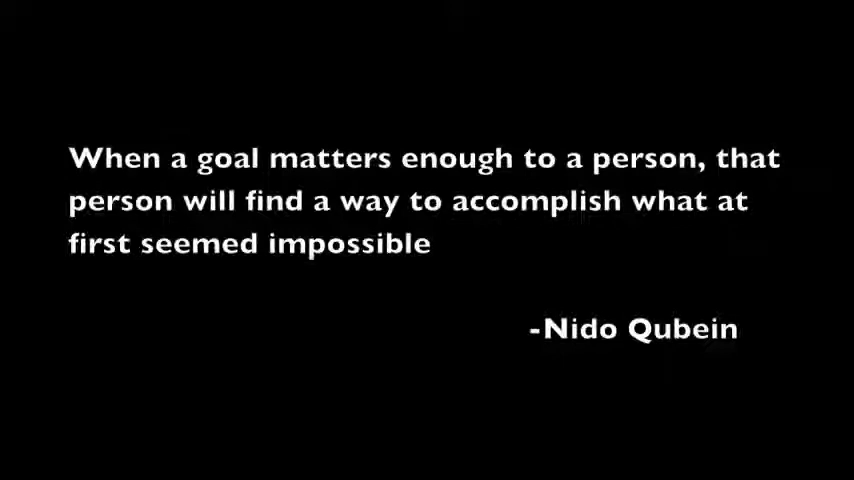 When a goal matters enough to a person, that
person will find a way to accomplish what at
first seemed impossible
-Nido Qubein